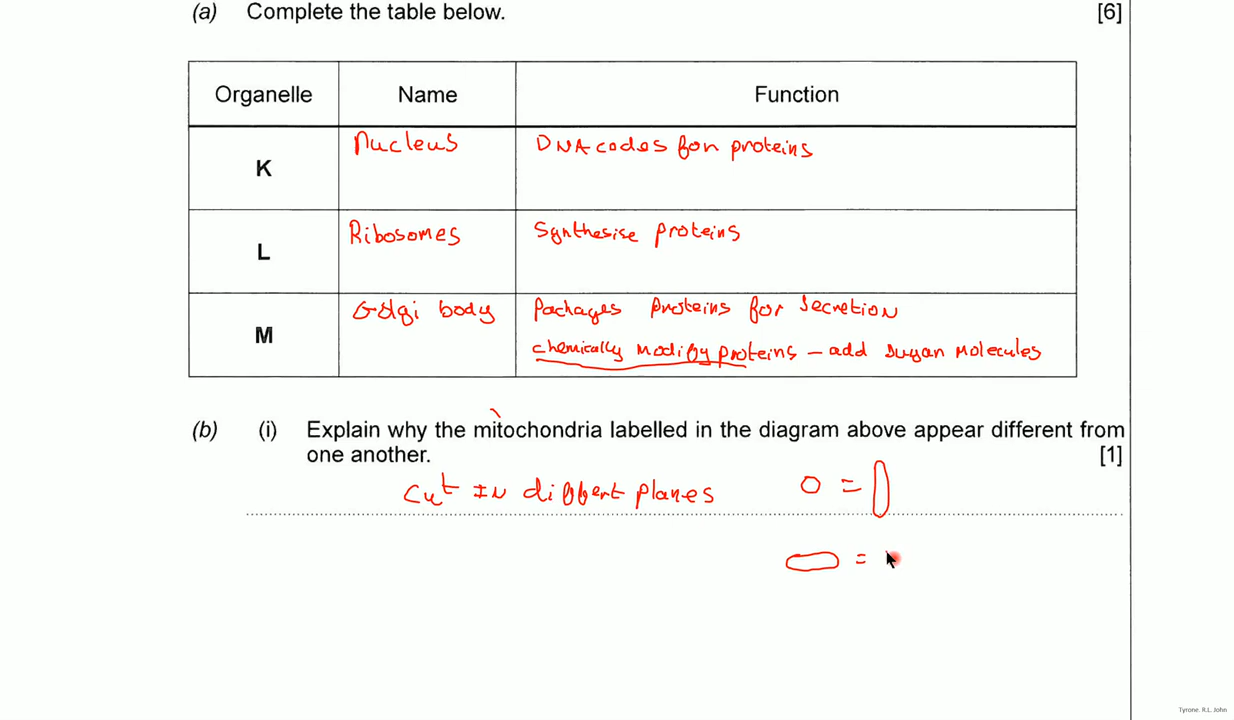 (a) Complete the table below. [6]
Organelle Name Function
K Nucleus DNA codes for proteins
L Ribosomes Synthesise proteins
M Golgi body Packages proteins for secretion
chemically modify proteins – add sugar molecules
(b) (i) Explain why the mitochondria labelled in the diagram above appear different from
one another. [1]
Cut in differt planes
Tyrone. R.L. John